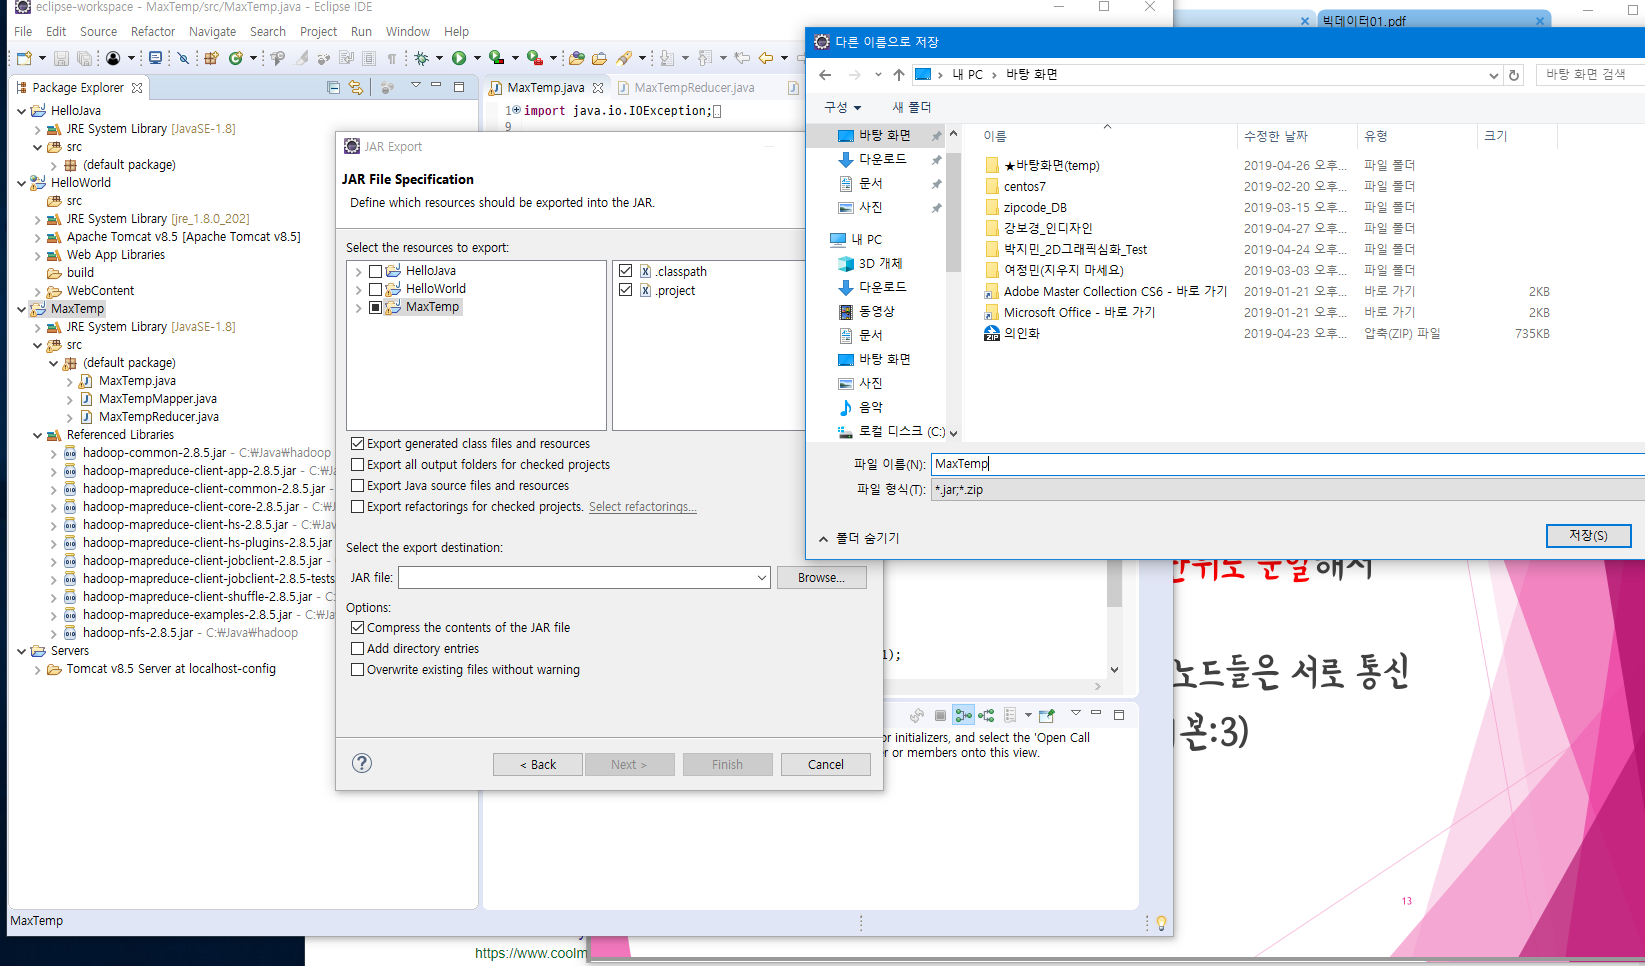 eclipse-workspace - MaxTemp/src/MaxTemp.java - Eclipse IDE
File Edit Source Refactor Navigate Search Project Run Window Help
Package Explorer
HelloJava
JRE System Library [JavaSE-1.8]
src
(default package)
HelloWorld
src
JRE System Library [jre_1.8.0_202]
Apache Tomcat v8.5 [Apache Tomcat v8.5]
Web App Libraries
build
WebContent
MaxTemp
JRE System Library [JavaSE-1.8]
src
(default package)
MaxTemp.java
MaxTempMapper.java
MaxTempReducer.java
Referenced Libraries
hadoop-common-2.8.5.jar - C:₩Java₩hadoop
hadoop-mapreduce-client-app-2.8.5.jar - C:₩Ja
hadoop-mapreduce-client-common-2.8.5.jar -
hadoop-mapreduce-client-core-2.8.5.jar - C:₩J
hadoop-mapreduce-client-hs-2.8.5.jar - C:₩Jav
hadoop-mapreduce-client-hs-plugins-2.8.5.jar
hadoop-mapreduce-client-jobclient-2.8.5.jar -
hadoop-mapreduce-client-jobclient-2.8.5-tests
hadoop-mapreduce-client-shuffle-2.8.5.jar - C:
hadoop-mapreduce-examples-2.8.5.jar - C:₩Ja
hadoop-nfs-2.8.5.jar - C:₩Java₩hadoop
Servers
Tomcat v8.5 Server at localhost-config
MaxTemp
MaxTemp.java
MaxTempReducer.java
1 import java.io.IOException;
9
JAR Export
JAR File Specification
Define which resources should be exported into the JAR.
Select the resources to export:
HelloJava
HelloWorld
MaxTemp
.classpath
.project
Export generated class files and resources
Export all output folders for checked projects
Export Java source files and resources
Export refactorings for checked projects. Select refactorings...
Select the export destination:
JAR file: Browse...
Options:
Compress the contents of the JAR file
Add directory entries
Overwrite existing files without warning
? < Back Next > Finish Cancel
1);
or initializers, and select the 'Open Call
er or members onto this view.
빅데이터01.pdf
다른 이름으로 저장
내 PC > 바탕 화면
바탕 화면 검색
구성 새 폴더
바탕 화면
다운로드
문서
사진
내 PC
3D 개체
다운로드
동영상
문서
바탕 화면
사진
음악
로컬 디스크 (C:)
이름 수정한 날짜 유형 크기
★바탕화면(temp) 2019-04-26 오후... 파일 폴더
centos7 2019-02-20 오후... 파일 폴더
zipcode_DB 2019-03-15 오후... 파일 폴더
강보경_인디자인 2019-04-27 오후... 파일 폴더
박지민_2D그래픽심화_Test 2019-04-24 오후... 파일 폴더
여정민(지우지 마세요) 2019-03-03 오후... 파일 폴더
Adobe Master Collection CS6 - 바로 가기 2019-01-21 오후... 바로 가기 2KB
Microsoft Office - 바로 가기 2019-01-21 오후... 바로 가기 2KB
의인화 2019-04-23 오후... 압축(ZIP) 파일 735KB
파일 이름(N): MaxTemp
파일 형식(T): *.jar;*.zip
폴더 숨기기
저장(S)
단위로 분할해서
노드들은 서로 통신
본:3)
13
https://www.coolm